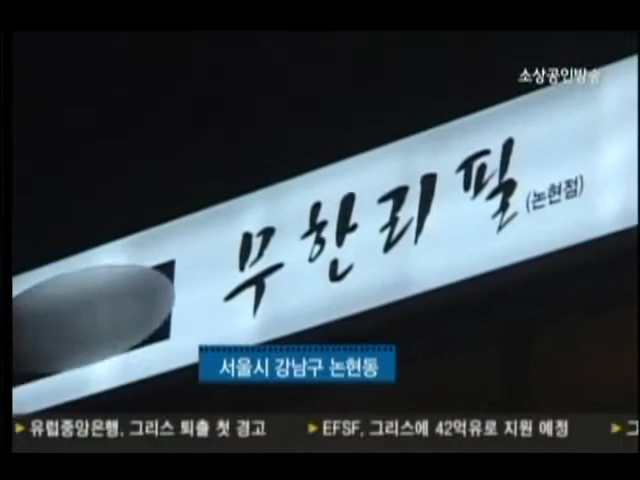 소상공인방송
무한리필 (논현점)
서울시 강남구 논현동
▶유럽중앙은행, 그리스 퇴출 첫 경고 ▶EFSF, 그리스에 42억유로 지원 예정 ▶그